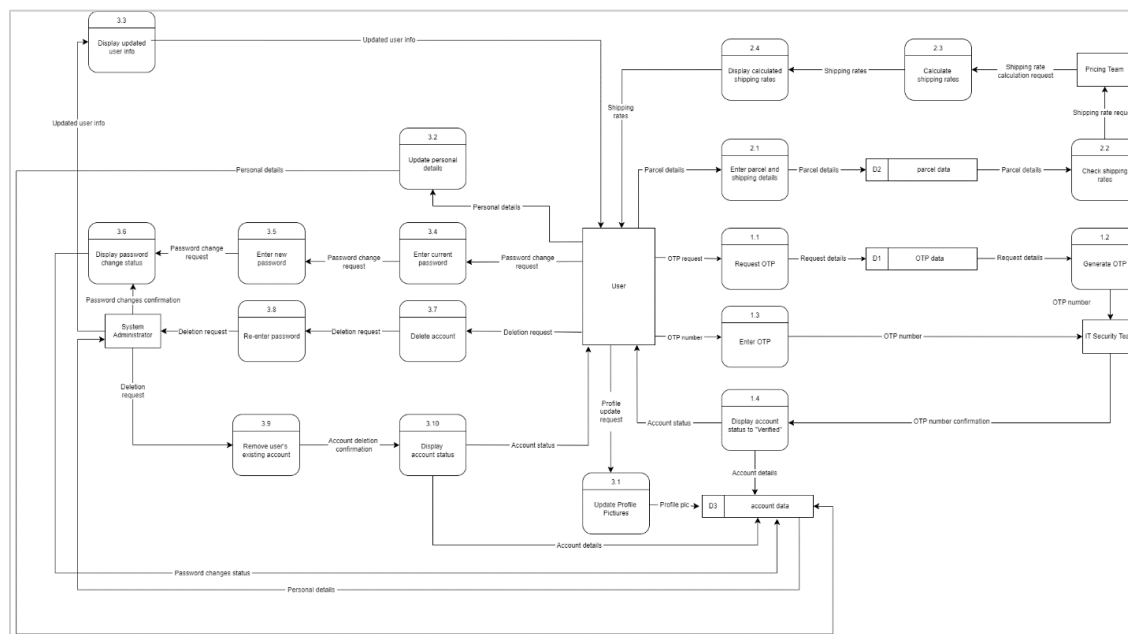 3.3
Display updated
user info
Updated user info
2.4
Display calculated
shipping rates
Shipping rates
2.3
Calculate
shipping rates
Shipping rate
calculation request
Pricing Team
Updated user info
Shipping
rates
Shipping rate reque
3.2
Update personal
details
Personal details
2.1
Enter parcel and
shipping details
Parcel details
Parcel details
D2
parcel data
Parcel details
2.2
Check shipping
rates
Personal details
3.6
Display password
change status
Password change
request
3.5
Enter new
password
Password change
request
3.4
Enter current
password
Password change
request
User
OTP request
1.1
Request OTP
Request details
D1
OTP data
Request details
1.2
Generate OTP
Password changes confirmation
OTP number
System
Administrator
Deletion request
3.8
Re-enter password
Deletion request
3.7
Delete account
Deletion request
OTP number
1.3
Enter OTP
OTP number
IT Security Tea
Deletion
request
Profile
update
request
3.9
Remove user's
existing account
Account deletion
confirmation
3.10
Display
account status
Account status
Account status
1.4
Display account
status to "Verified"
OTP number confirmation
Account details
3.1
Update Profile
Pictures
Profile pic
D3
account data
Account details
Password changes status
Personal details